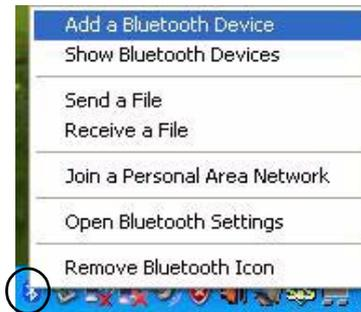 Add a Bluetooth Device
Show Bluetooth Devices
Send a File
Receive a File
Join a Personal Area Network
Open Bluetooth Settings
Remove Bluetooth Icon